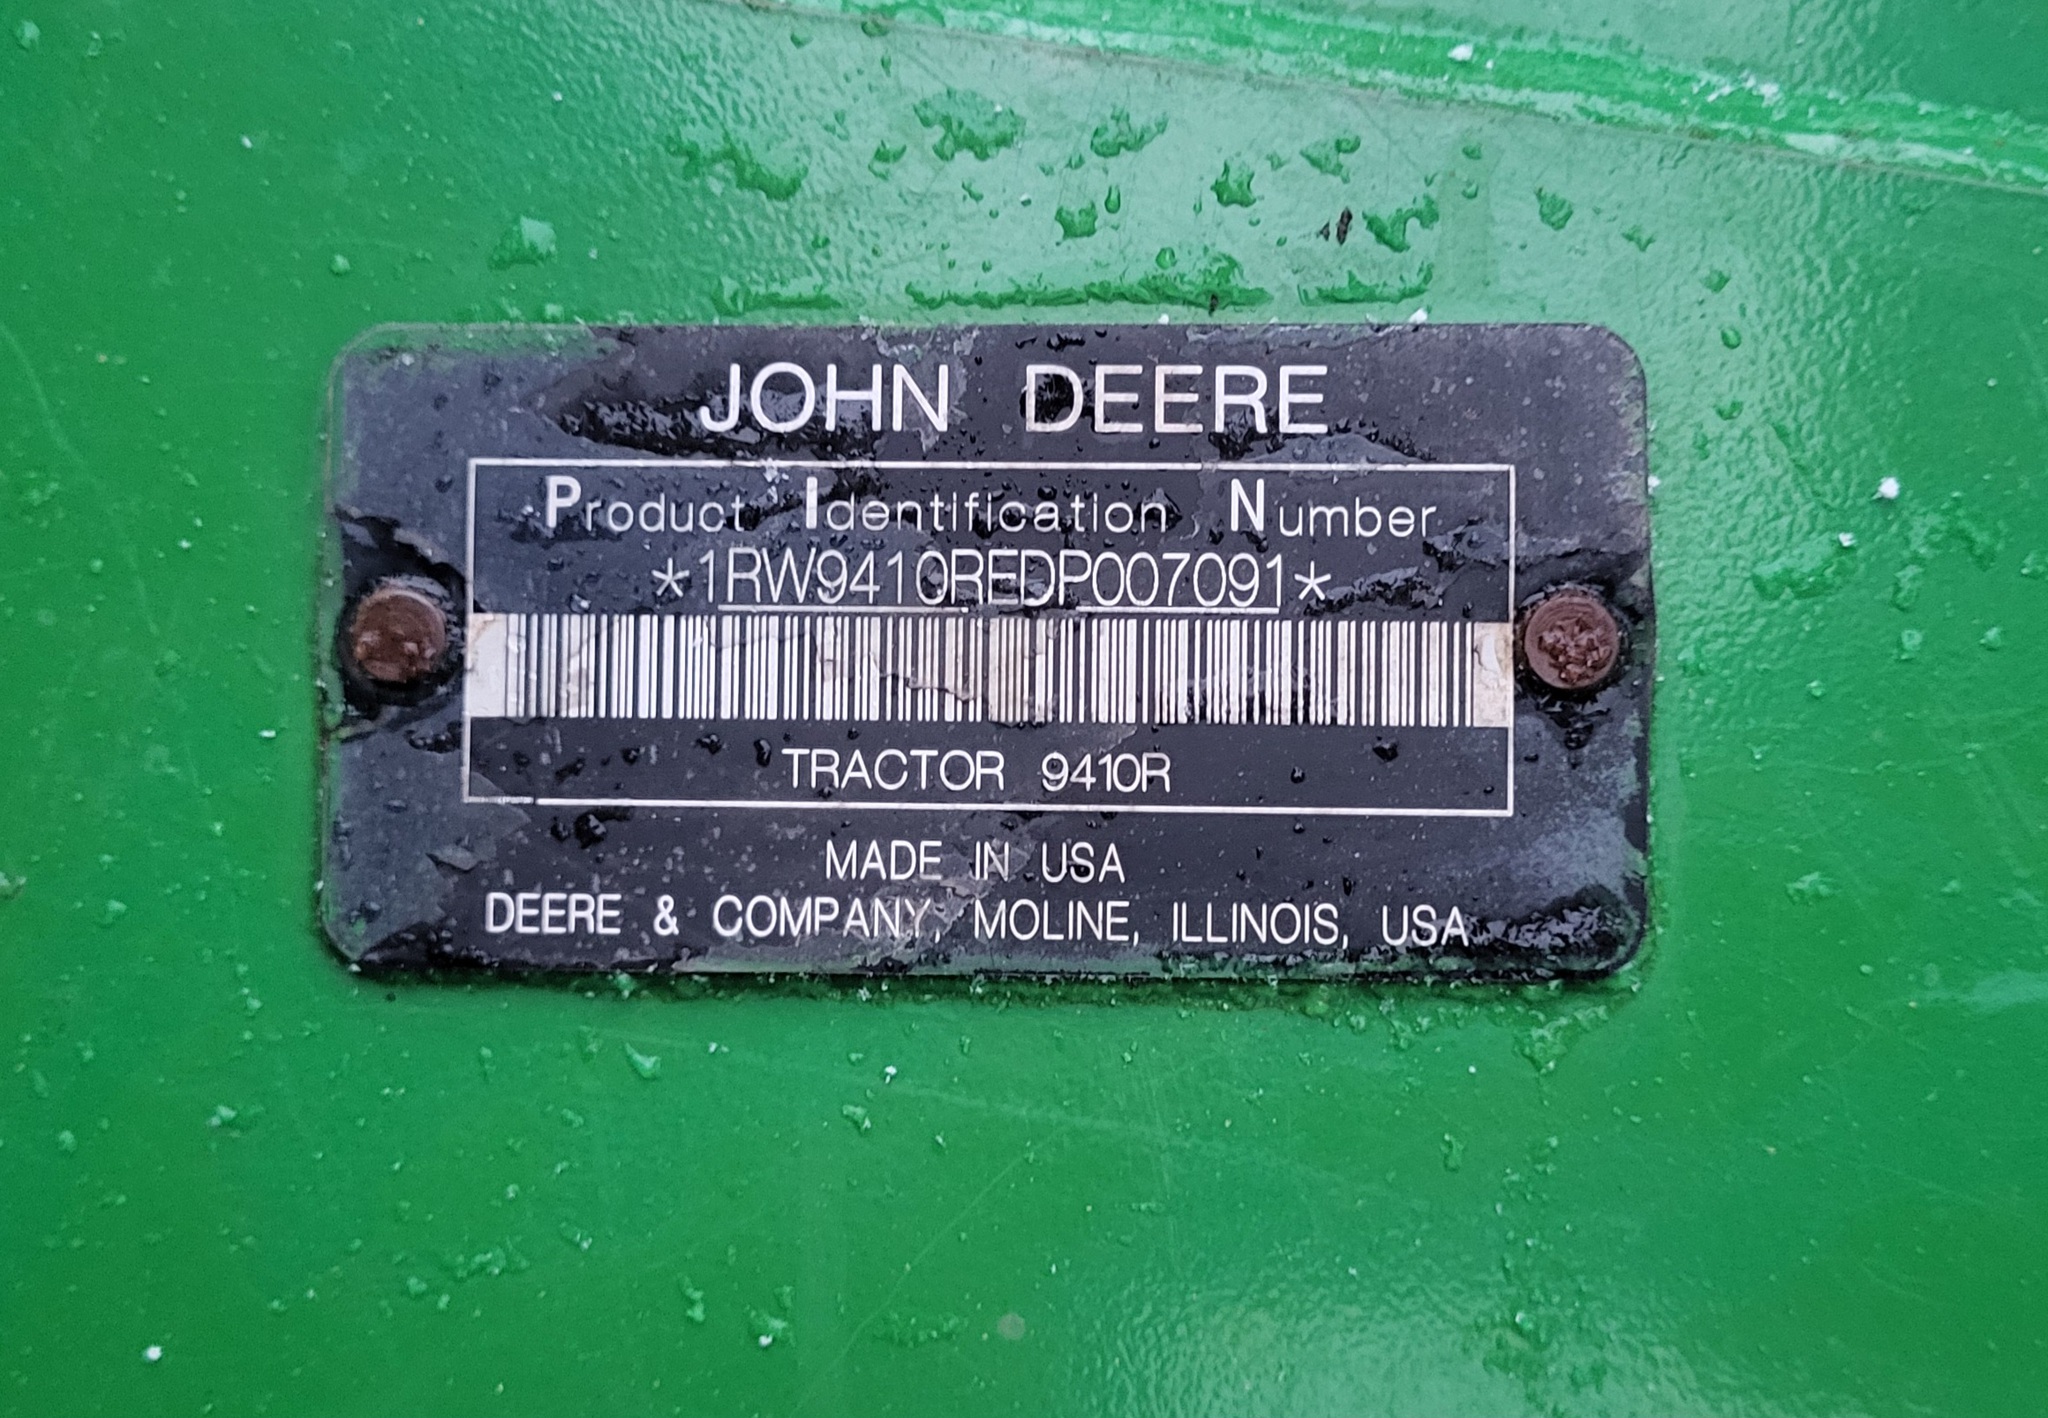 JOHN DEERE
Product Identification Number
*1RW9410REDP007091*
TRACTOR 9410R
MADE IN USA
DEERE & COMPANY, MOLINE, ILLINOIS, USA